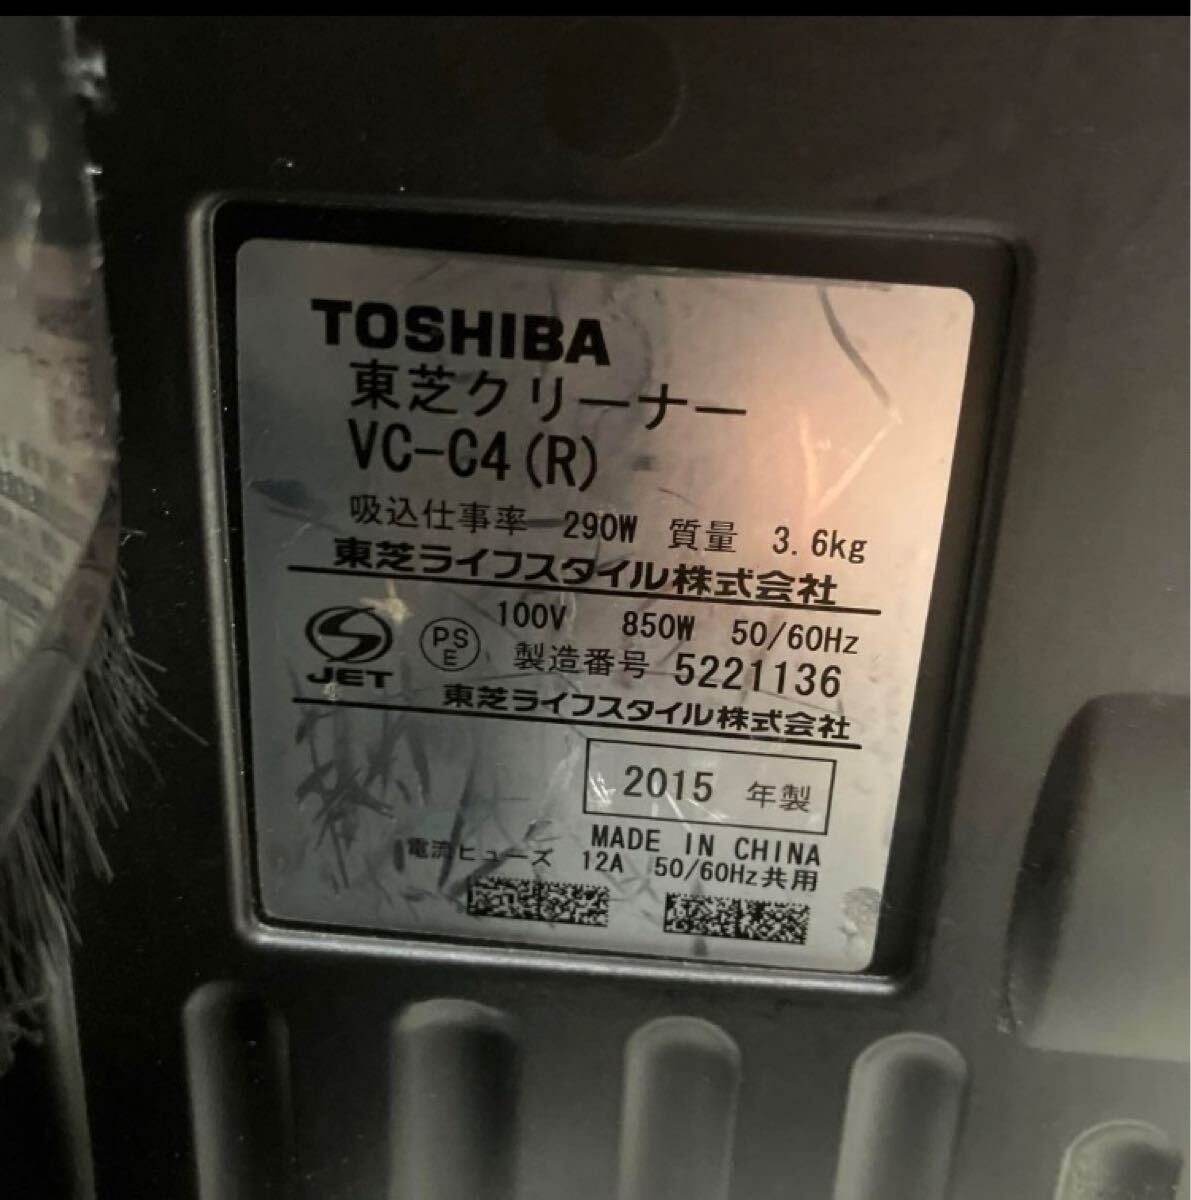 TOSHIBA
東芝クリーナー
VC-C4(R)
吸込仕事率 290W 質量 3.6kg
東芝ライフスタイル株式会社
100V 850W 50/60Hz
JET PSE 製造番号 5221136
東芝ライフスタイル株式会社
2015 年製
MADE IN CHINA
電流ヒューズ 12A 50/60Hz共用